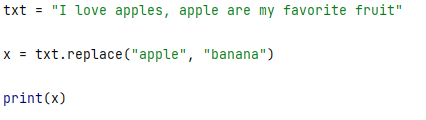 txt = "I love apples, apple are my favorite fruit"
x = txt.replace("apple", "banana")
print(x)